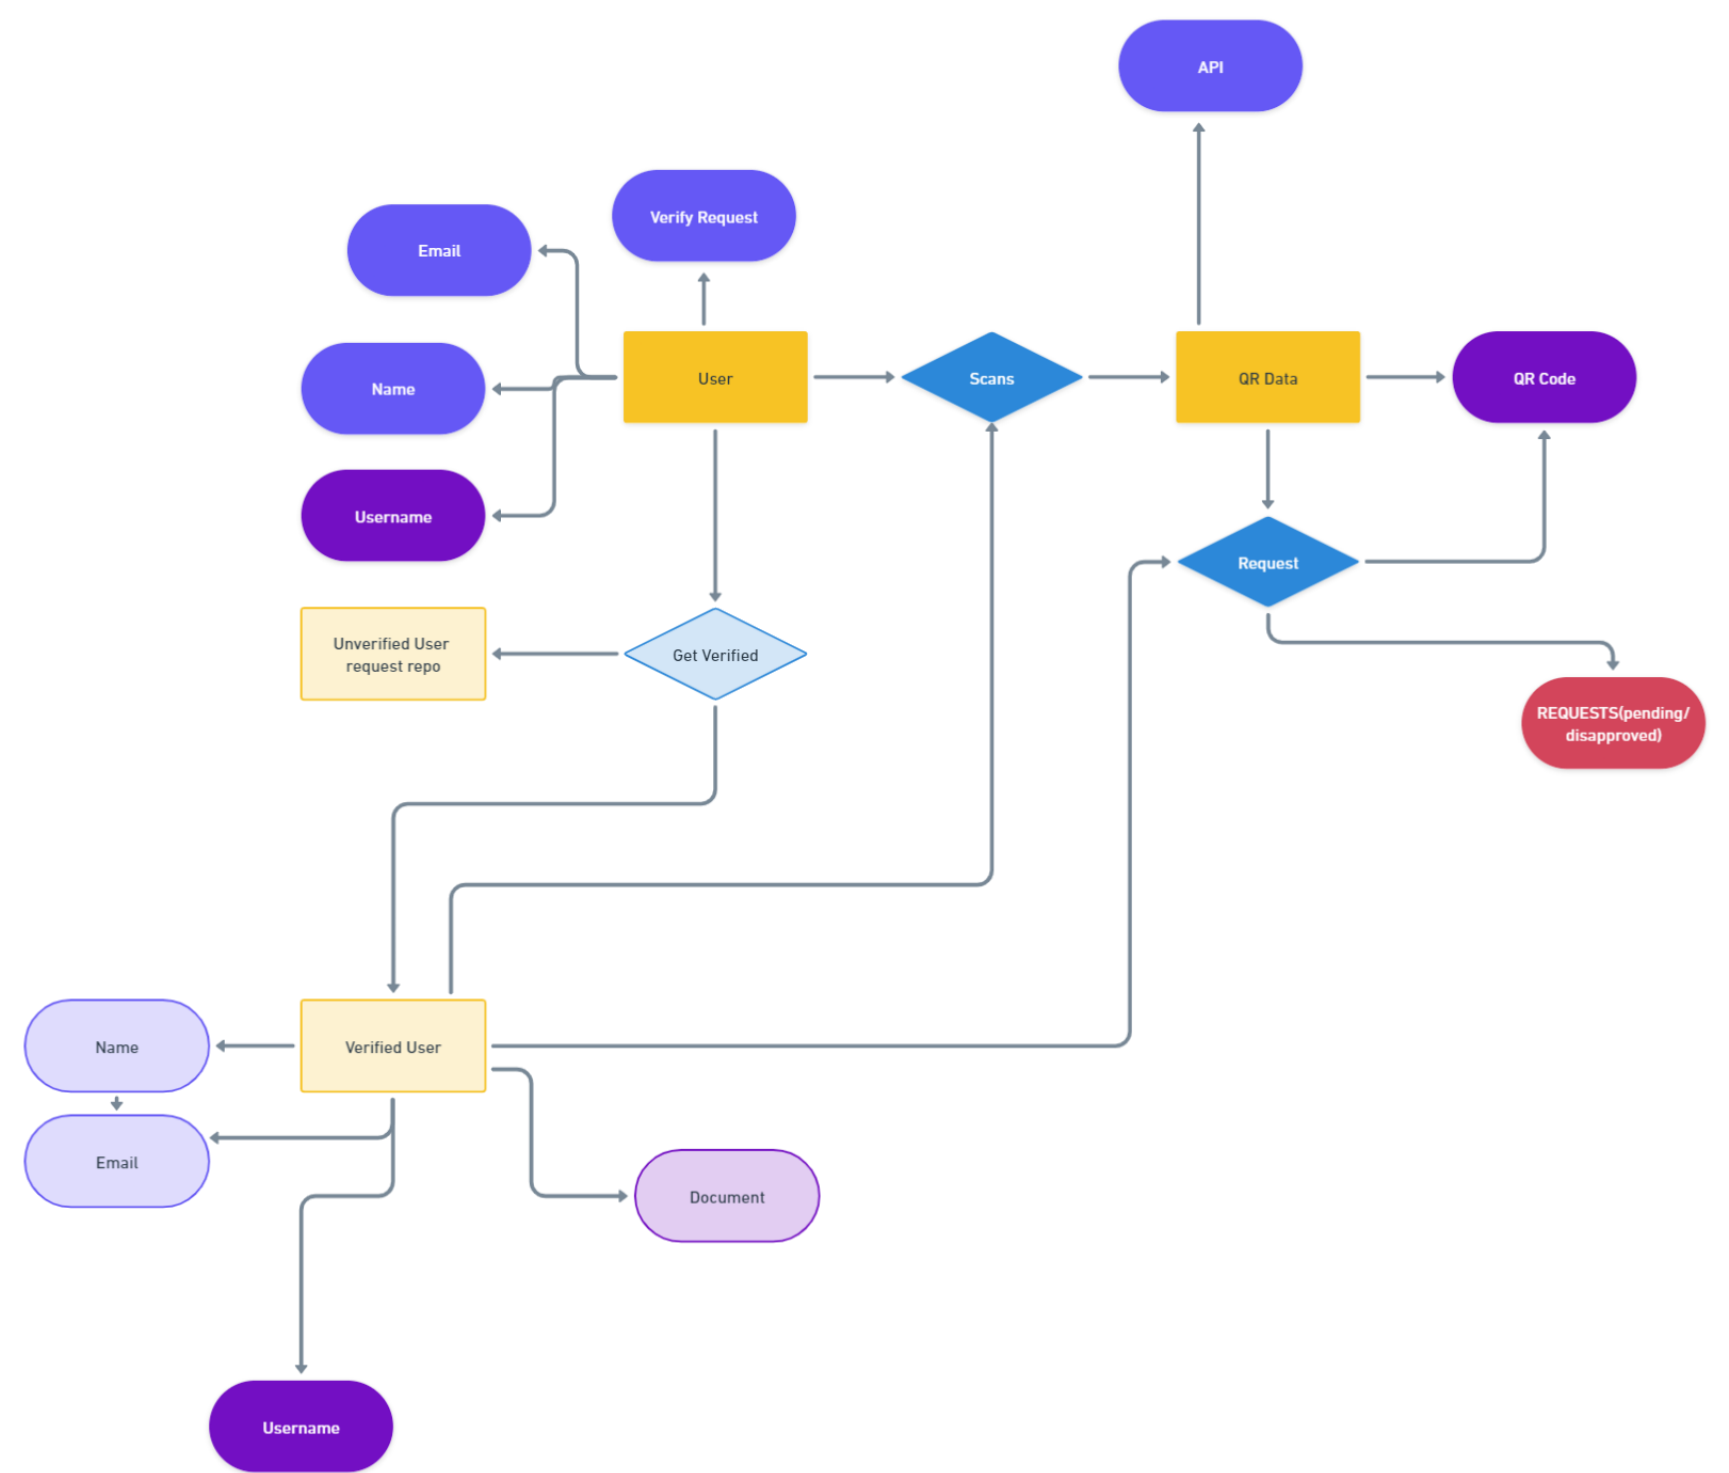 API
Verify Request
Email
Name
User
Scans
QR Data
QR Code
Username
Request
Unverified User
request repo
Get Verified
REQUESTS(pending/
disapproved)
Name
Verified User
Email
Document
Username